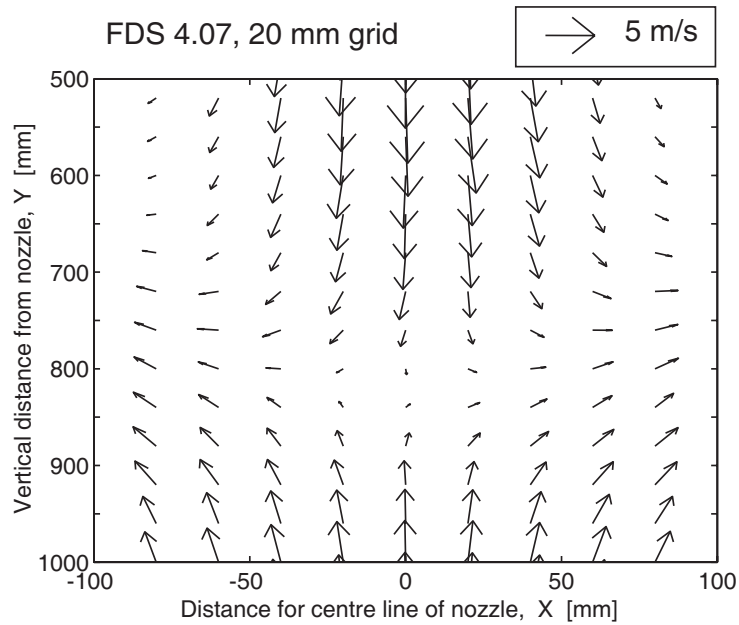 FDS 4.07, 20 mm grid
5 m/s
500
600
700
800
900
1000
Vertical distance from nozzle, Y [mm]
-100
-50
0
50
100
Distance for centre line of nozzle, X [mm]